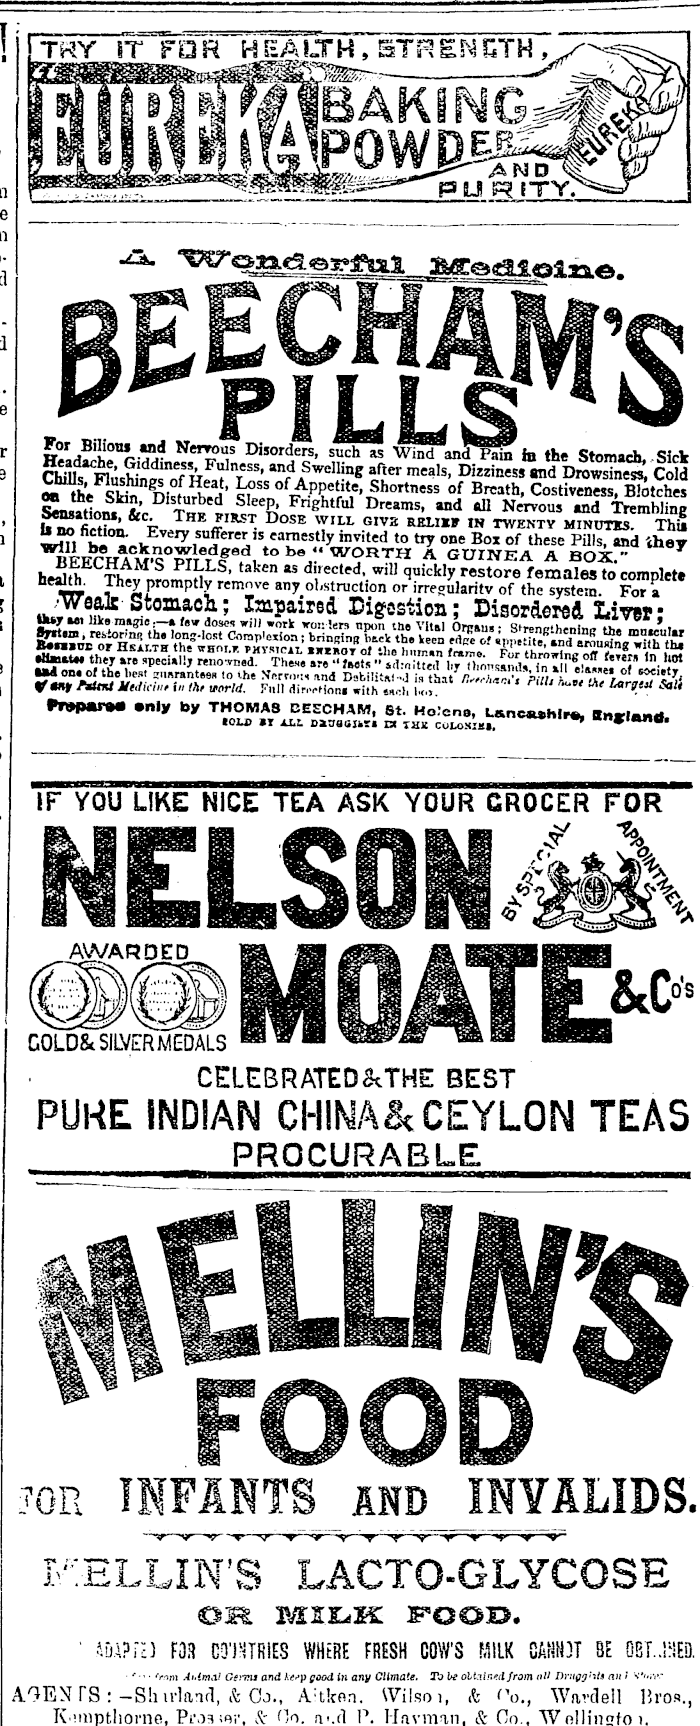 TRY IT FOR HEALTH, STRENGTH,
EUREKA BAKING
POWDER
EUREKA
AND
PURITY.
A Wonderful Medicine.
BEECHAM'S
PILLS
For Bilious and Nervous Disorders, such as Wind and Pain in the Stomach, Sick
Headache, Giddiness, Fulness, and Swelling after meals, Dizziness and Drowsiness, Cold
Chills, Flushings of Heat, Loss of Appetite, Shortness of Breath, Costiveness, Blotches
on the Skin, Disturbed Sleep, Frightful Dreams, and all Nervous and Trembling
Sensations, &c. THE FIRST DOSE WILL GIVE RELIEF IN TWENTY MINUTES. This
is no fiction. Every sufferer is earnestly invited to try one Box of these Pills, and they
will be acknowledged to be "WORTH A GUINEA A BOX."
BEECHAM'S PILLS, taken as directed, will quickly restore females to complete
health. They promptly remove any obstruction or irregularity of the system. For a
Weak Stomach; Impaired Digestion; Disordered Liver;
they act like magic:—a few doses will work wonders upon the Vital Organs; Strengthening the muscular
System, restoring the long-lost Complexion; bringing back the keen edge of appetite, and arousing with the
ROSEBUD OF HEALTH the WHOLE PHYSICAL ENERGY of the human frame. For throwing off fevers in hot
climates they are specially renowned. These are "facts" admitted by thousands, in all classes of society,
and one of the best guarantees to the Nervous and Debilitated is that Beecham's Pills have the Largest Sale
of any Patent Medicine in the world. Full directions with each box.
Prepared only by THOMAS BEECHAM, St. Helens, Lancashire, England.
SOLD BY ALL DRUGGISTS IN THE COLONIES.
IF YOU LIKE NICE TEA ASK YOUR GROCER FOR
NELSON
BY SPECIAL APPOINTMENT
AWARDED
GOLD & SILVER MEDALS
MOATE & Co's
CELEBRATED & THE BEST
PURE INDIAN CHINA & CEYLON TEAS
PROCURABLE
MELLIN'S
FOOD
FOR INFANTS AND INVALIDS.
MELLIN'S LACTO-GLYCOSE
OR MILK FOOD.
ADAPTED FOR COUNTRIES WHERE FRESH COW'S MILK CANNOT BE OBTAINED.
from Animal Germs and keep good in any Climate. To be obtained from all Druggists and Stores
AGENTS:—Sharland, & Co., Aitken, Wilson, & Co., Wardell Bros.,
Kempthorne, Prosser, & Co. and P. Hayman, & Co., Wellington.